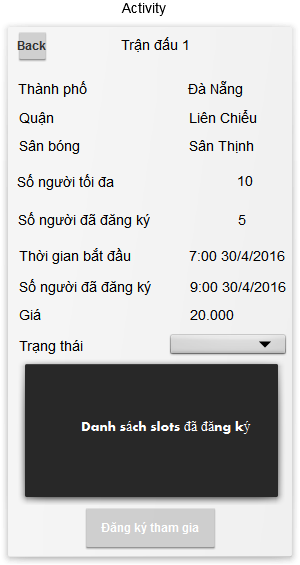 Activity
Back Trận đấu 1
Thành phố Đà Nẵng
Quận Liên Chiểu
Sân bóng Sân Thịnh
Số người tối đa 10
Số người đã đăng ký 5
Thời gian bắt đầu 7:00 30/4/2016
Số người đã đăng ký 9:00 30/4/2016
Giá 20.000
Trạng thái
Danh sách slots đã đăng ký
Đăng ký tham gia